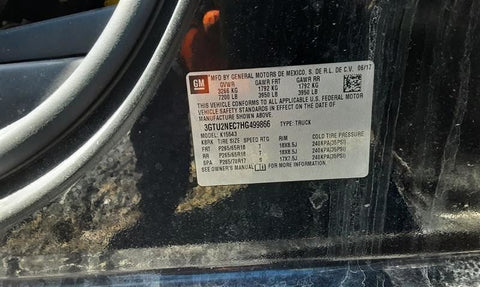 GM
MFD BY GENERAL MOTORS DE MEXICO, S. DE R.L. DE C.V. 06/17
GVWR GAWR FRT GAWR RR
3266 KG 1792 KG 1792 KG
7200 LB 3950 LB 3950 LB
THIS VEHICLE CONFORMS TO ALL APPLICABLE U.S. FEDERAL MOTOR
VEHICLE SAFETY STANDARDS IN EFFECT ON THE DATE OF
MANUFACTURE SHOWN ABOVE.
3GTU2NEC7HG499866 TYPE: TRUCK
MODEL: K15543
TIRE SIZE SPEED RTG RIM COLD TIRE PRESSURE
FRT P265/65R18 T 18X8.5J 240KPA(35PSI)
RR P265/65R18 T 18X8.5J 240KPA(35PSI)
SPA P265/70R17 S 17X7.5J 240KPA(35PSI)
SEE OWNER'S MANUAL FOR MORE INFORMATION.